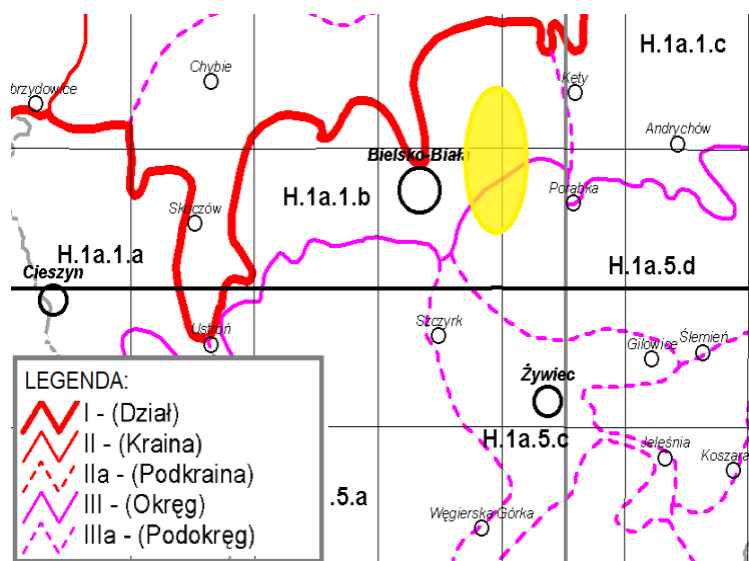 H.1a.1.c
Chybie
brzydowice
Kęty
Andrychów
Bielsko-Biała
H.1a.1.b
Porąbka
Skoczów
H.1a.1.a
Cieszyn
H.1a.5.d
Ustroń
Szczyrk
Gilowice
Ślemień
LEGENDA:
I - (Dział)
II - (Kraina)
IIa - (Podkraina)
III - (Okręg)
IIIa - (Podokręg)
Żywiec
H.1a.5.c
Jeleśnia
Koszara
.5.a
Węgierska Górka